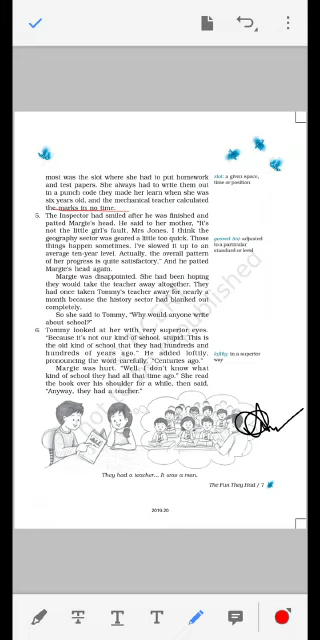 most was the slot where she had to put homework
and test papers. She always had to write them out
in a punch code they made her learn when she was
six years old, and the mechanical teacher calculated
the marks in no time.
slot: a given space,
time or position
5. The Inspector had smiled after he was finished and
patted Margie's head. He said to her mother, "It's
not the little girl's fault, Mrs Jones. I think the
geography sector was geared a little too quick. Those
things happen sometimes. I've slowed it up to an
average ten-year level. Actually, the overall pattern
of her progress is quite satisfactory." And he patted
Margie's head again.
geared to: adjusted
to a particular
standard or level
Margie was disappointed. She had been hoping
they would take the teacher away altogether. They
had once taken Tommy's teacher away for nearly a
month because the history sector had blanked out
completely.
So she said to Tommy, "Why would anyone write
about school?"
6. Tommy looked at her with very superior eyes.
"Because it's not our kind of school, stupid. This is
the old kind of school that they had hundreds and
hundreds of years ago." He added loftily,
pronouncing the word carefully, "Centuries ago."
loftily: in a superior
way
Margie was hurt. "Well, I don't know what
kind of school they had all that time ago." She read
the book over his shoulder for a while, then said,
"Anyway, they had a teacher."
They had a teacher... It was a man.
The Fun They Had / 7
2019-20